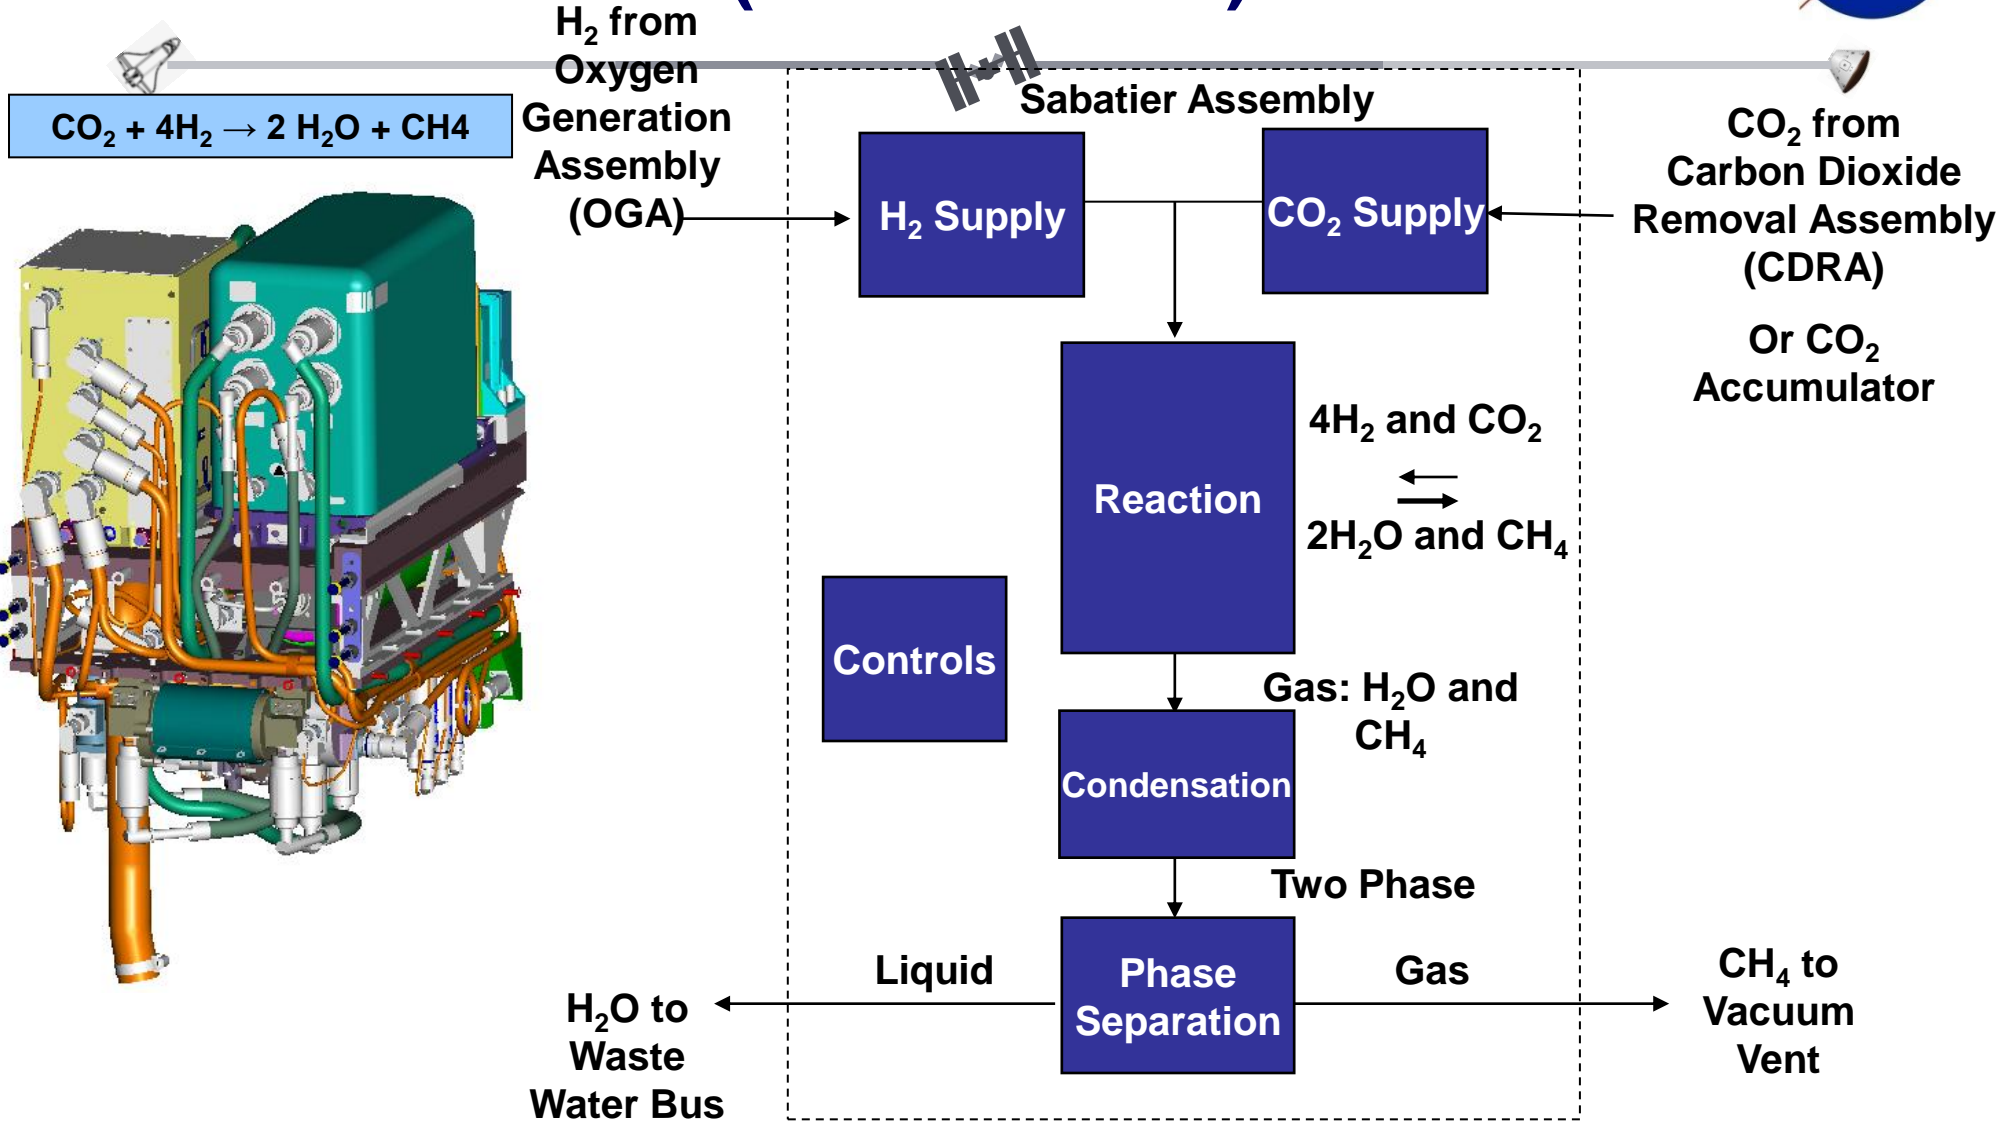 H₂ from
Oxygen
Generation
Assembly
(OGA)
CO₂ + 4H₂ → 2 H₂O + CH4
Sabatier Assembly
H₂ Supply
CO₂ Supply
CO₂ from
Carbon Dioxide
Removal Assembly
(CDRA)
Or CO₂
Accumulator
Reaction
4H₂ and CO₂
2H₂O and CH₄
Controls
Gas: H₂O and
CH₄
Condensation
Two Phase
Phase
Separation
Liquid
Gas
H₂O to
Waste
Water Bus
CH₄ to
Vacuum
Vent